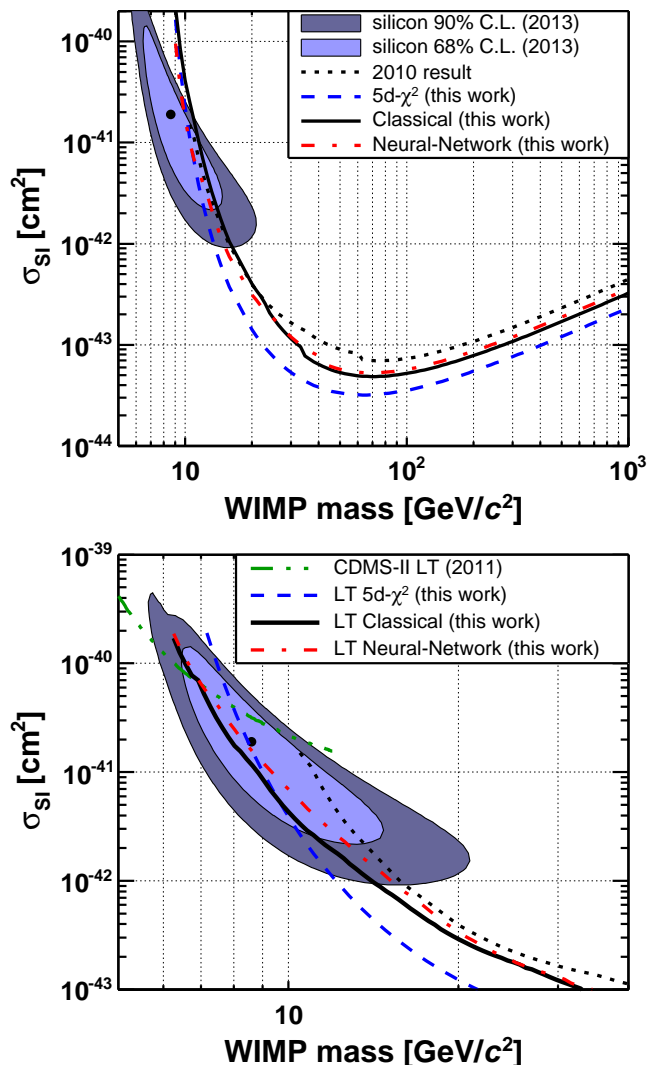 10⁻⁴⁰
10⁻⁴¹
10⁻⁴²
10⁻⁴³
10⁻⁴⁴
σSI [cm²]
silicon 90% C.L. (2013)
silicon 68% C.L. (2013)
2010 result
5d-χ² (this work)
Classical (this work)
Neural-Network (this work)
10 10² 10³
WIMP mass [GeV/c²]
10⁻³⁹
10⁻⁴⁰
10⁻⁴¹
10⁻⁴²
10⁻⁴³
σSI [cm²]
CDMS-II LT (2011)
LT 5d-χ² (this work)
LT Classical (this work)
LT Neural-Network (this work)
10
WIMP mass [GeV/c²]